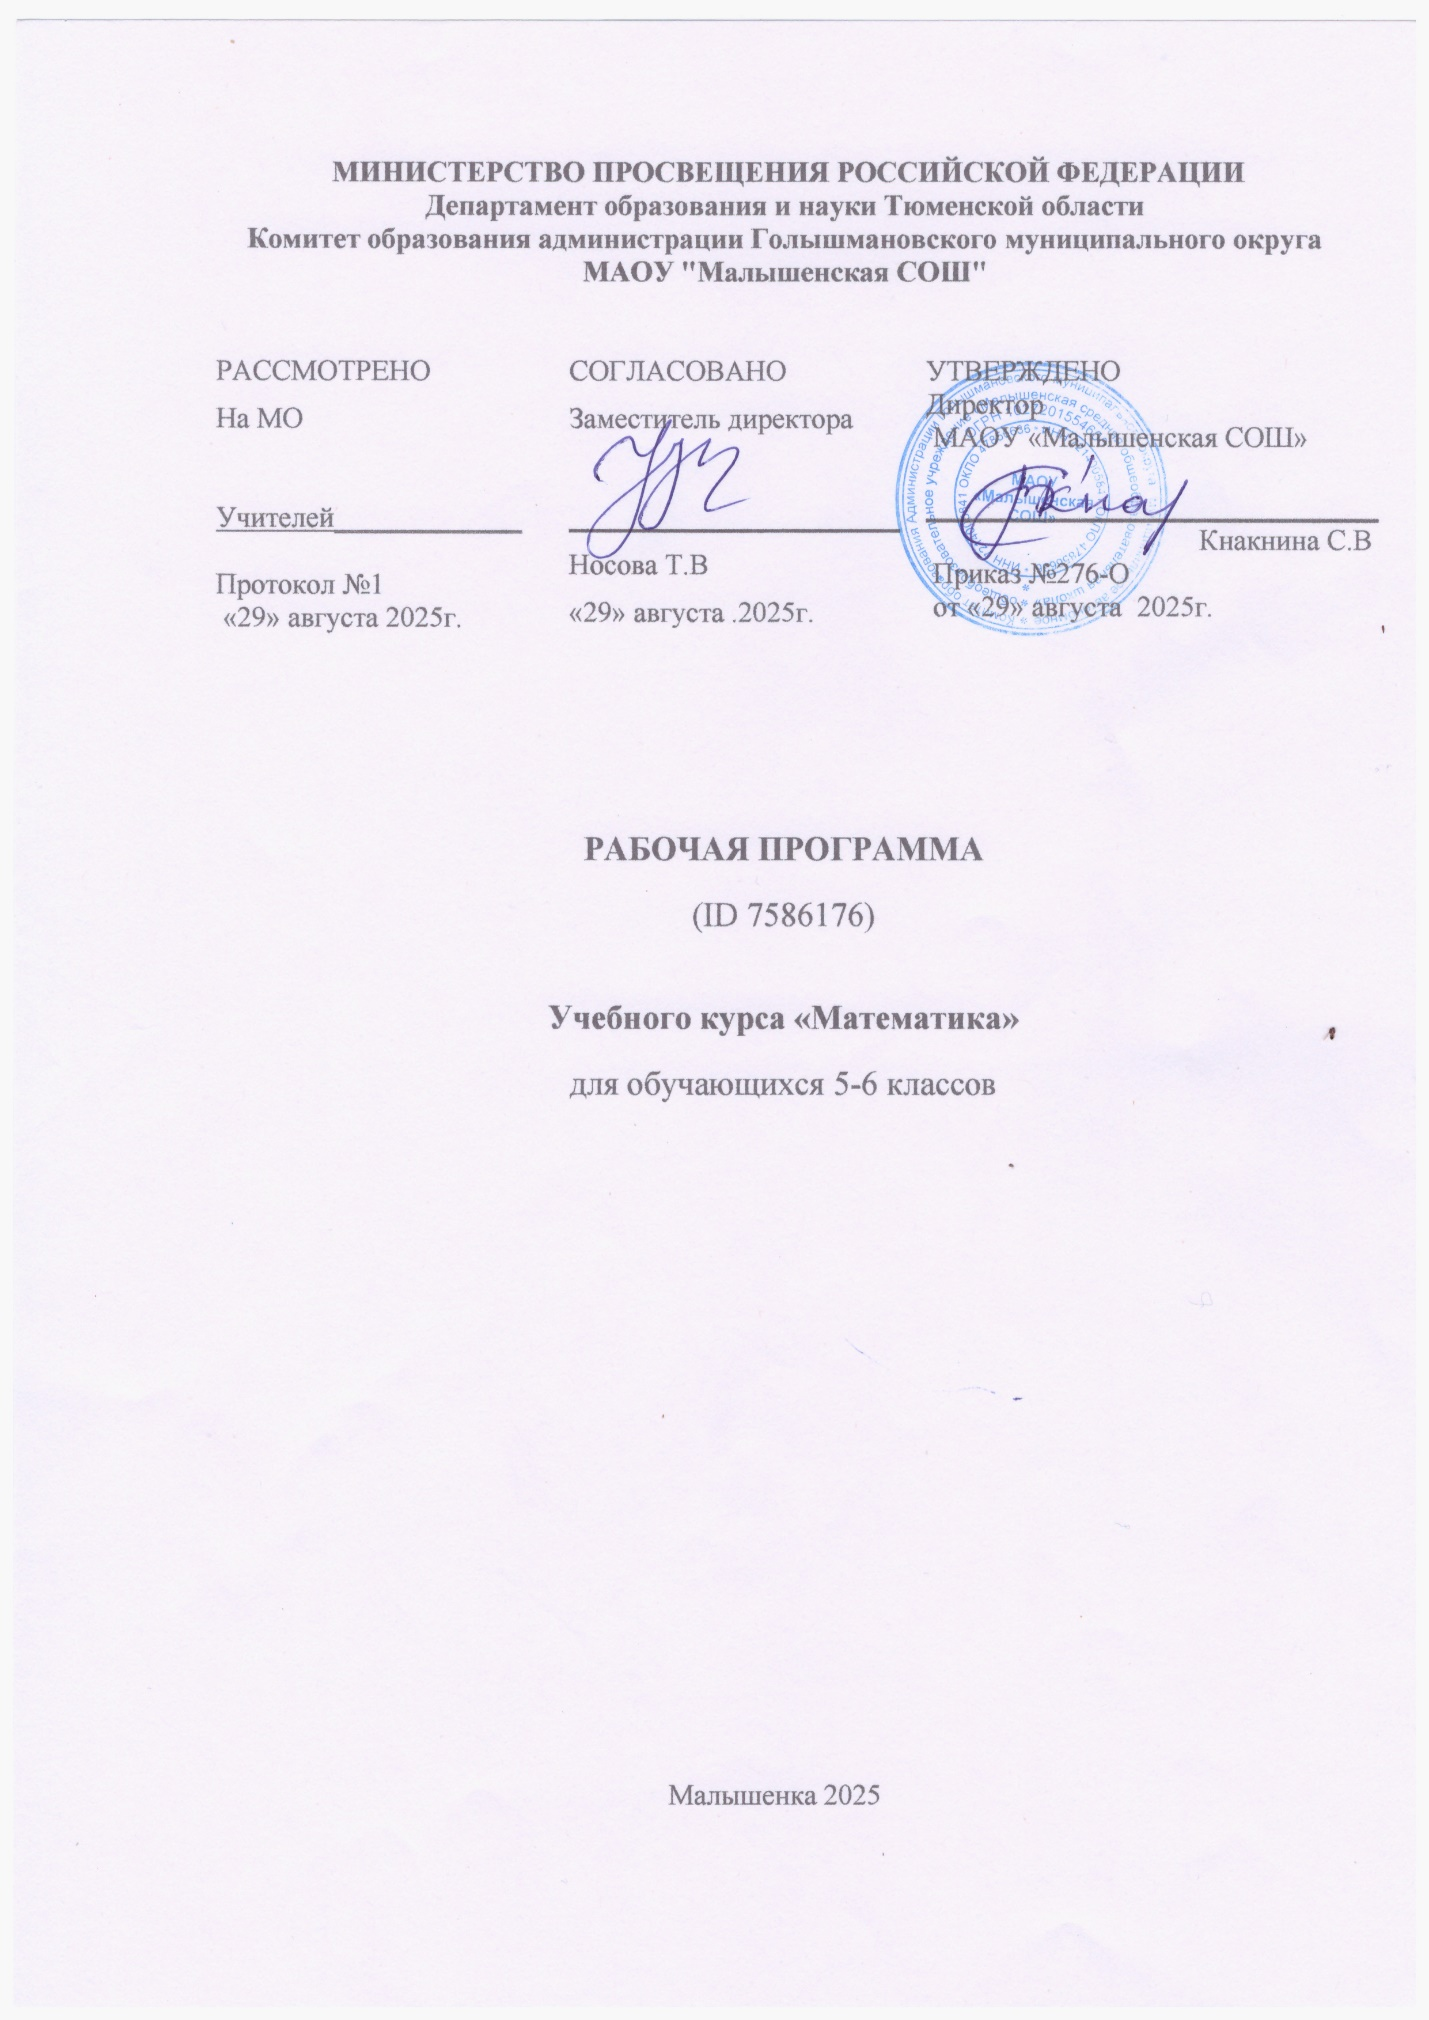 МИНИСТЕРСТВО ПРОСВЕЩЕНИЯ РОССИЙСКОЙ ФЕДЕРАЦИИ
Департамент образования и науки Тюменской области
Комитет образования администрации Голышмановского муниципального округа
МАОУ "Малышенская СОШ"
РАССМОТРЕНО
На МО
Учителей
Протокол №1
«29» августа 2025г.
СОГЛАСОВАНО
Заместитель директора
Носова Т.В
«29» августа .2025г.
УТВЕРЖДЕНО
Директор
МАОУ «Малышенская СОШ»
Кнакнина С.В
Приказ №276-О
от «29» августа 2025г.
МАОУ
«Малышенская
СОШ»
РАБОЧАЯ ПРОГРАММА
(ID 7586176)
Учебного курса «Математика»
для обучающихся 5-6 классов
Малышенка 2025